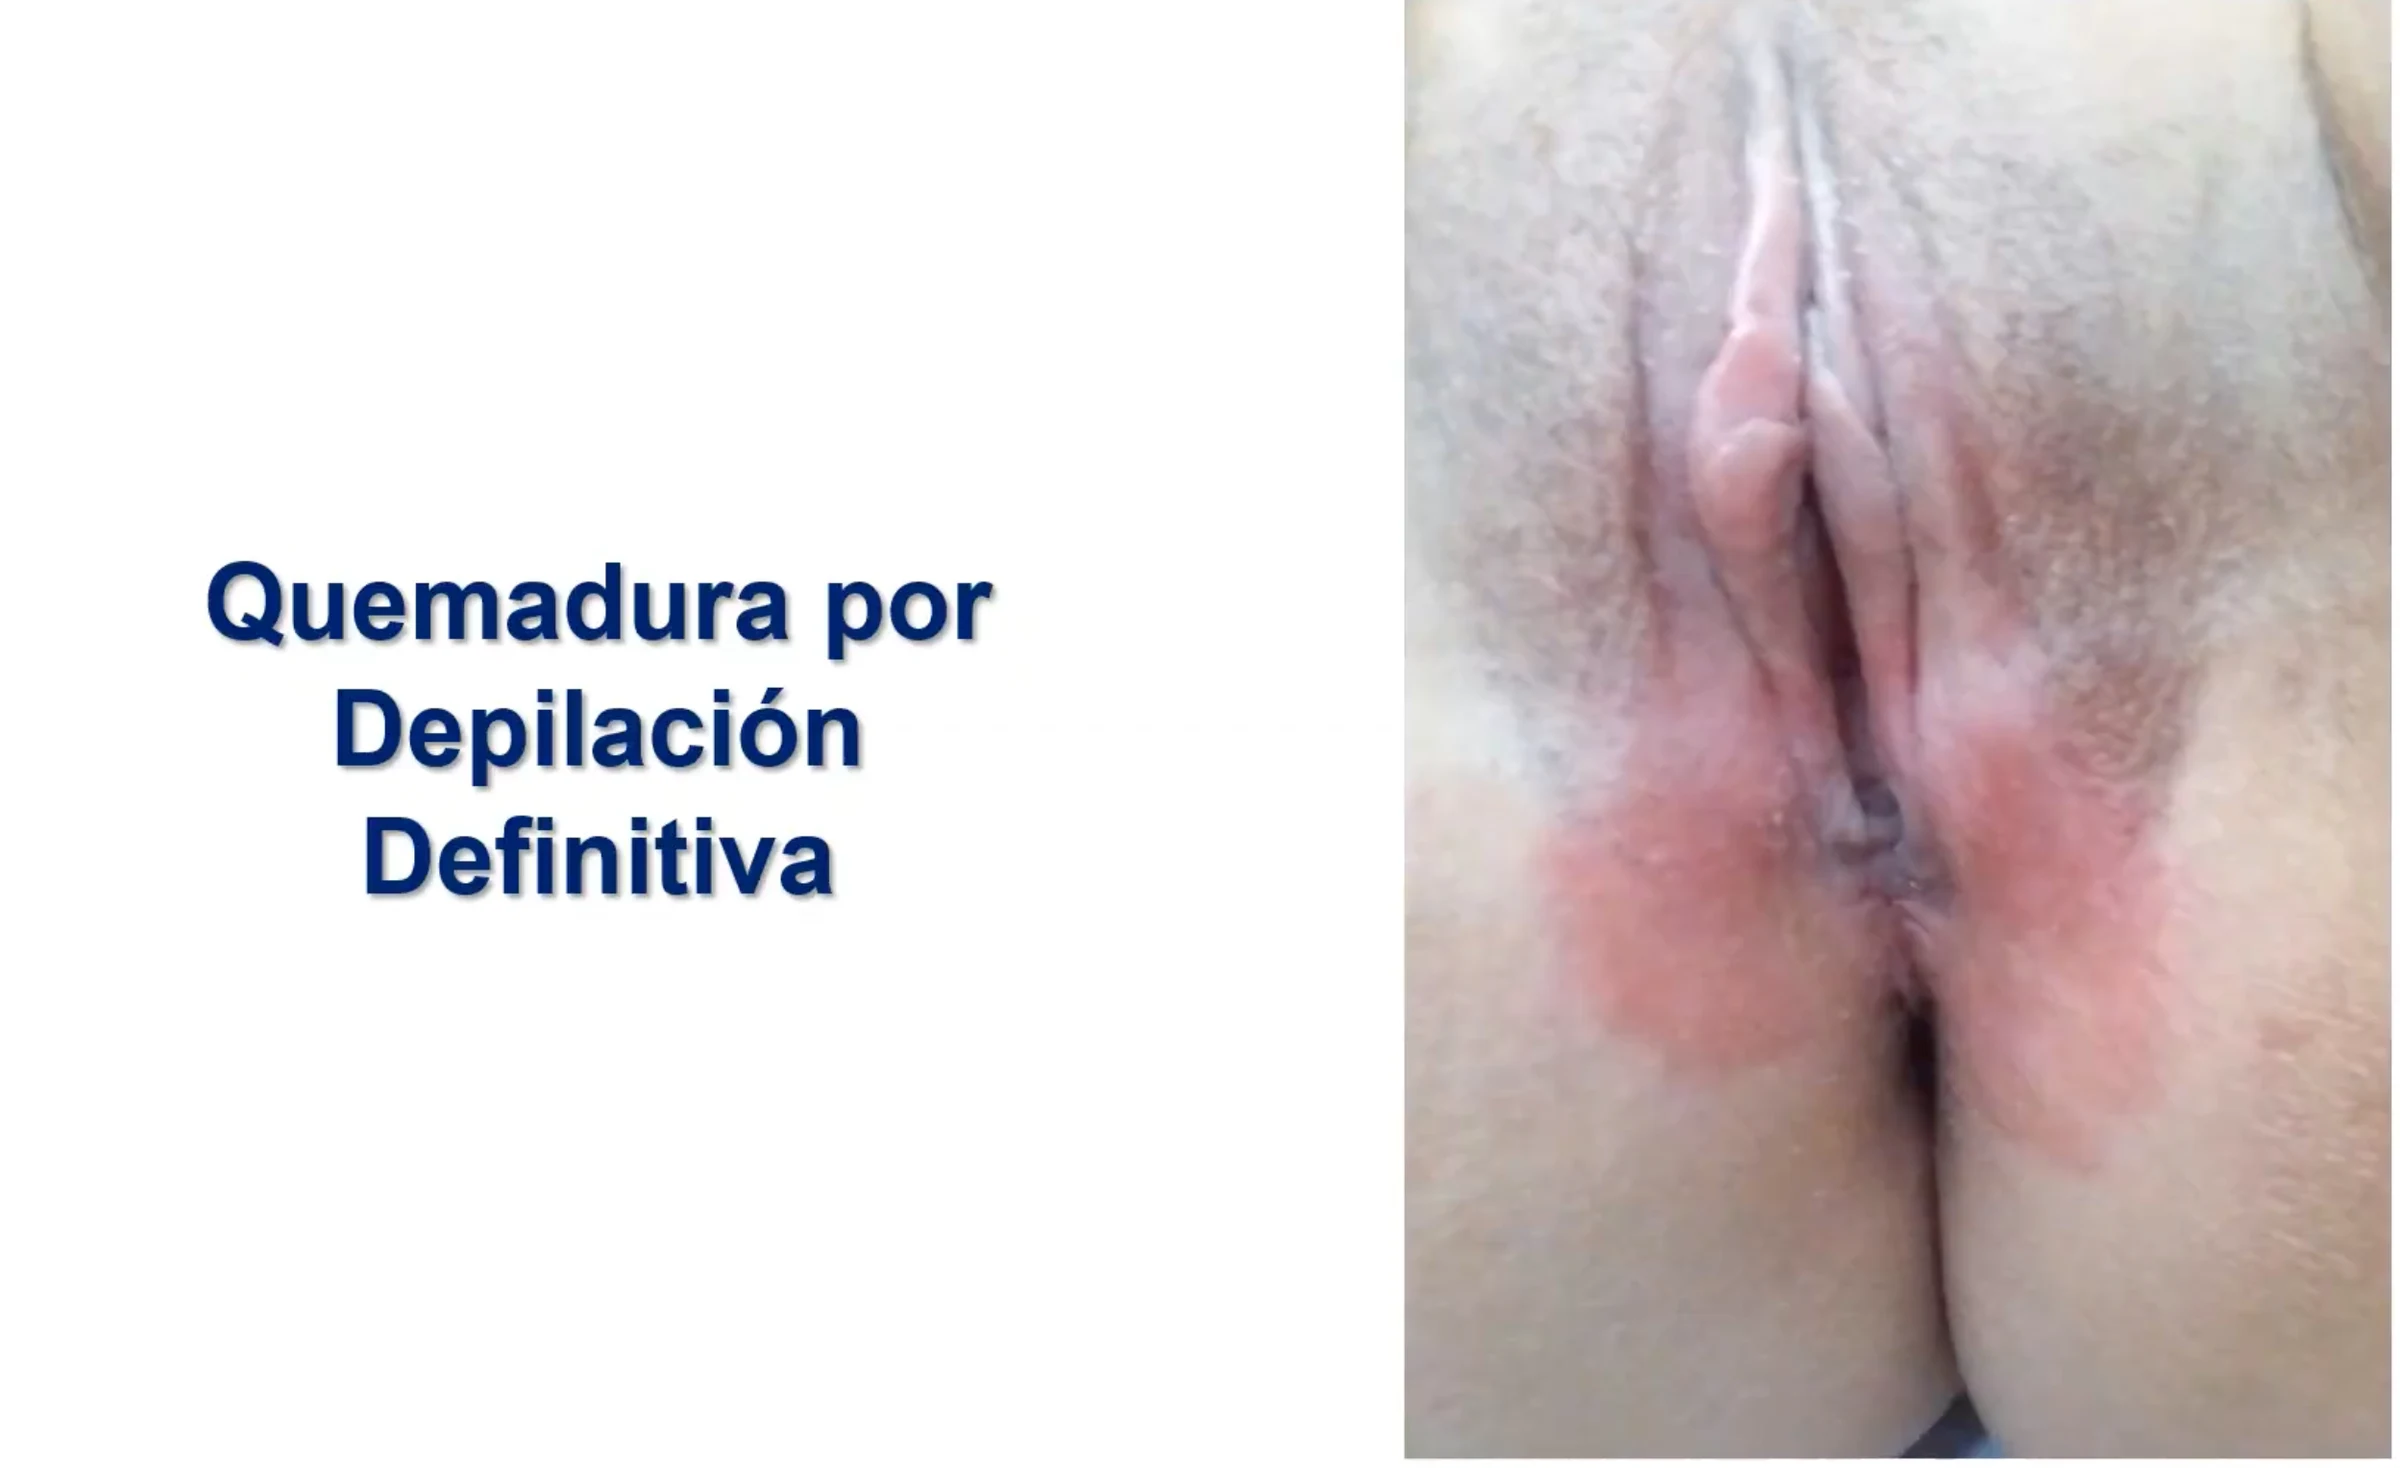 Quemadura por
Depilación
Definitiva